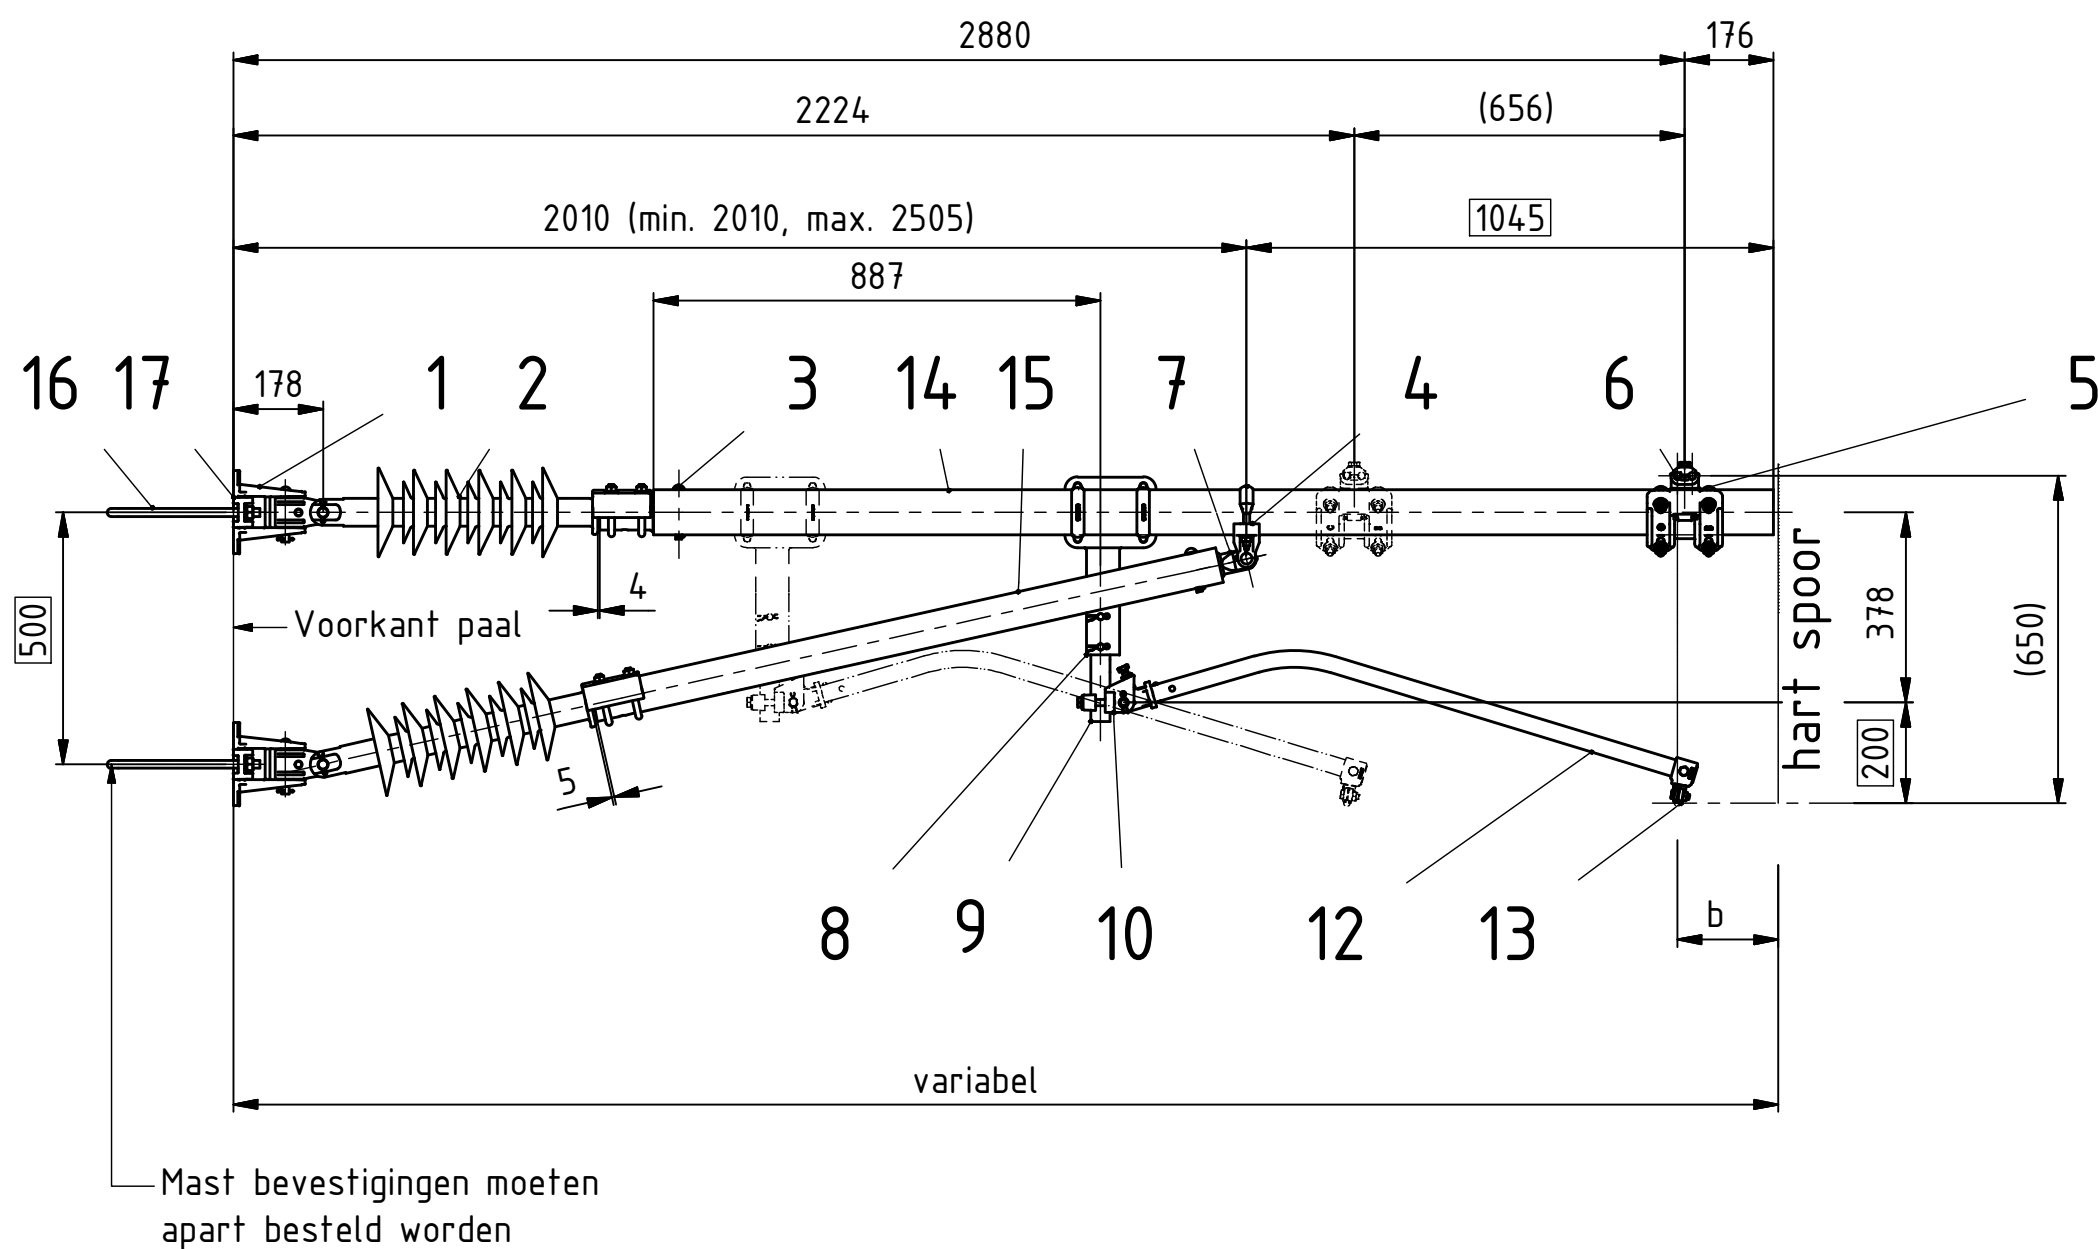 2880 176
2224 (656)
2010 (min. 2010, max. 2505) 1045
887
16 17 178 1 2 3 14 15 7 4 6 5
4
500
Voorkant paal
hart spoor
378
(650)
200
5
8 9 10 12 13 b
variabel
Mast bevestigingen moeten
apart besteld worden